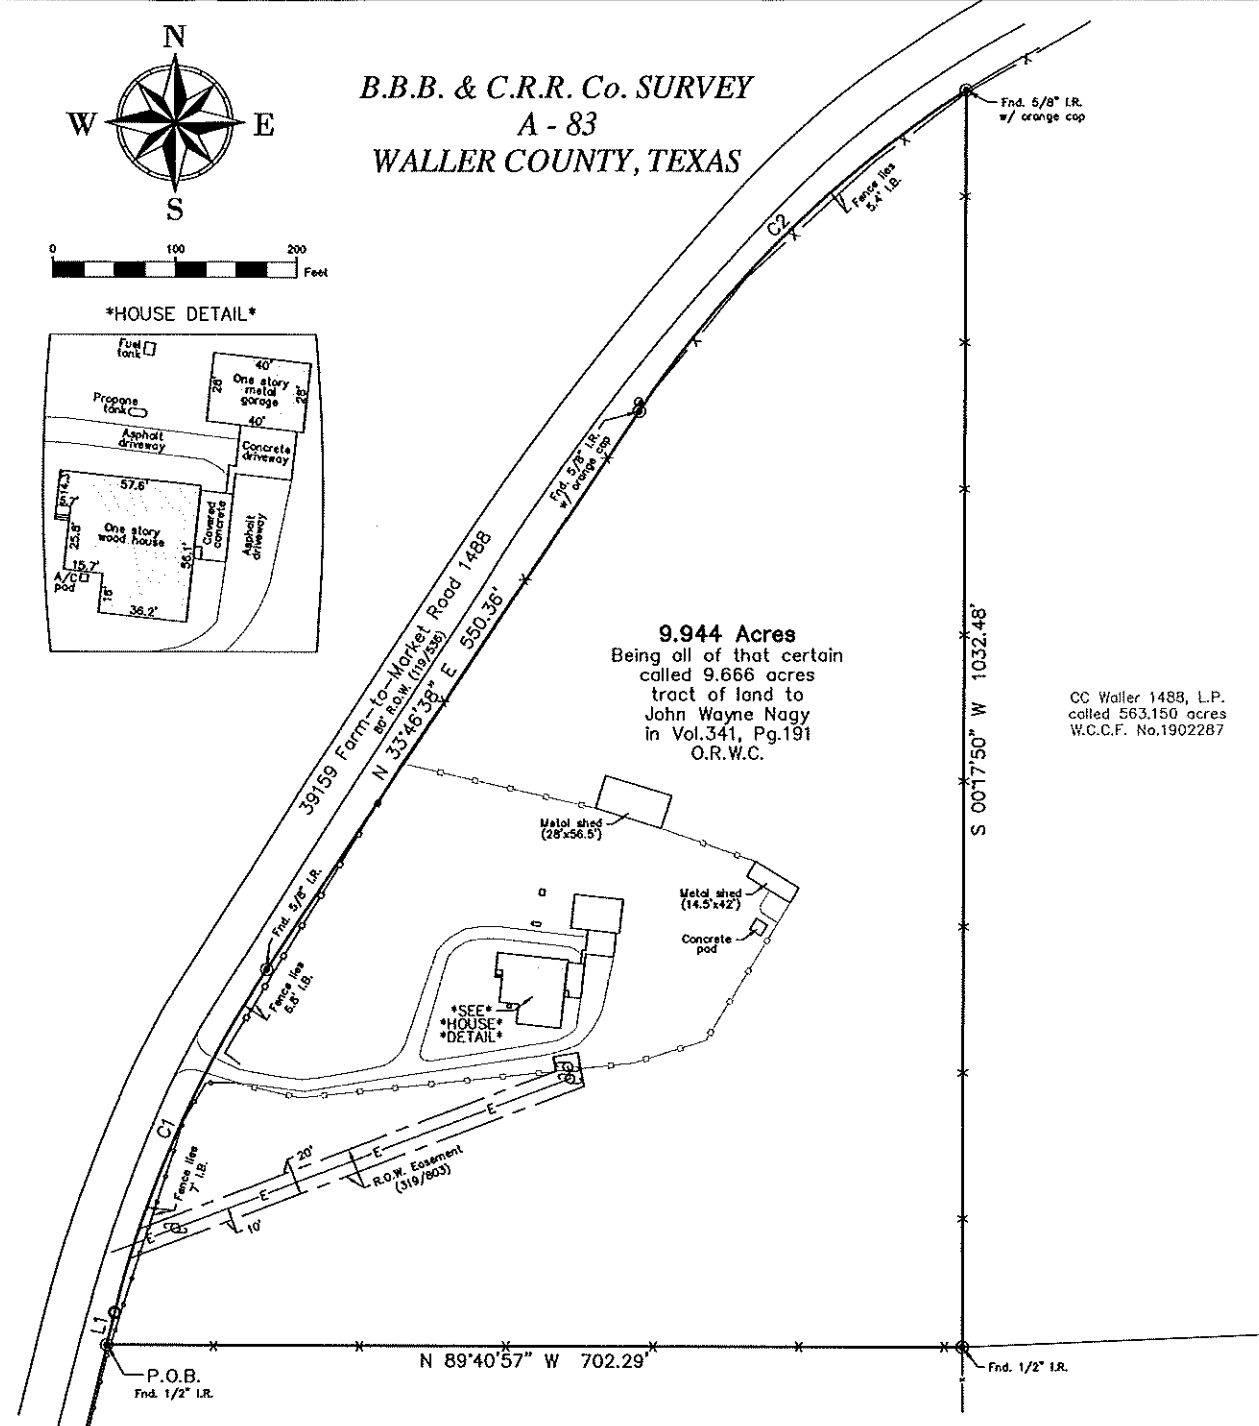 N
W
E
S
B.B.B. & C.R.R. Co. SURVEY
A - 83
WALLER COUNTY, TEXAS
0 100 200
Feet
*HOUSE DETAIL*
Fuel
tank
40'
28'
One story
metal
garage
28'
40'
Propane
tank
Asphalt
driveway
Concrete
driveway
14.3'
57.6'
5.7'
25.8'
One story
wood house
Covered
concrete
Asphalt
driveway
56.1'
15.7'
A/C
pad
16'
36.2'
Fnd. 5/8" I.R.
w/ orange cap
Fence lies
5.4' I.B.
C2
Fnd. 5/8" I.R.
w/ orange cap
39159 Farm-to-Market Road 1488
80' R.O.W. (119/536)
N 33°46'38" E 550.36'
9.944 Acres
Being all of that certain
called 9.666 acres
tract of land to
John Wayne Nagy
in Vol.341, Pg.191
O.R.W.C.
S 00°17'50" W 1032.48'
CC Waller 1488, L.P.
called 563.150 acres
W.C.C.F. No.1902287
Metal shed
(28'x56.5')
Metal shed
(14.5'x42')
Concrete
pad
Fnd. 5/8" I.R.
Fence lies
5.8' I.B.
*SEE*
*HOUSE*
*DETAIL*
C1
Fence lies
7' I.B.
20'
E
E
E
E
R.O.W. Easement
(319/803)
10'
L1
P.O.B.
Fnd. 1/2" I.R.
N 89°40'57" W 702.29'
Fnd. 1/2" I.R.